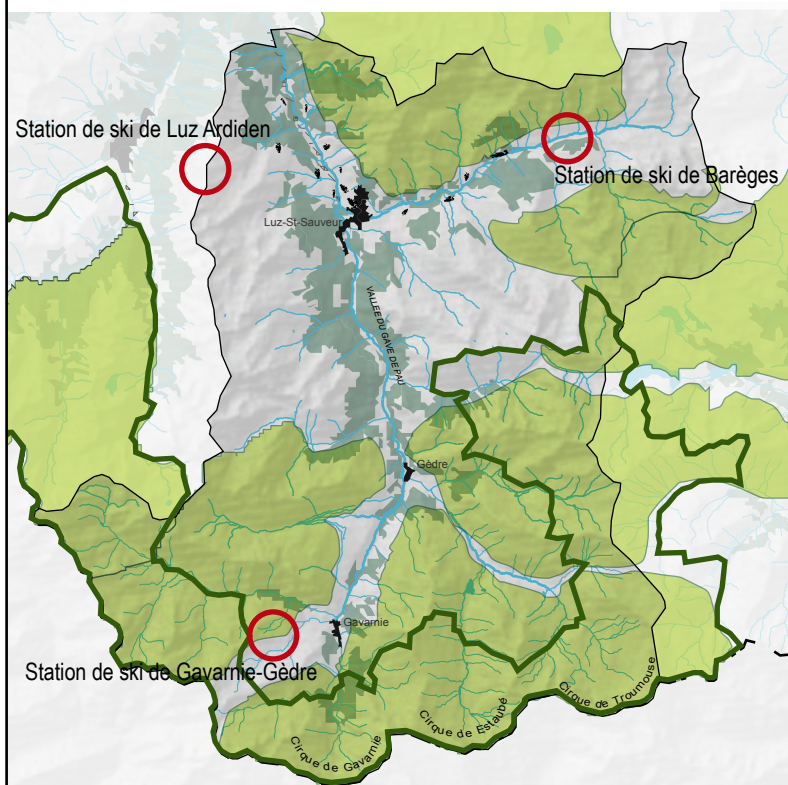 Station de ski de Luz Ardiden
Station de ski de Barèges
Luz-St-Sauveur
VALLEE DU GAVE DE PAU
Gèdre
Gavarnie
Station de ski de Gavarnie-Gèdre
Cirque de Troumouse
Cirque de Estaubé
Cirque de Gavarnie